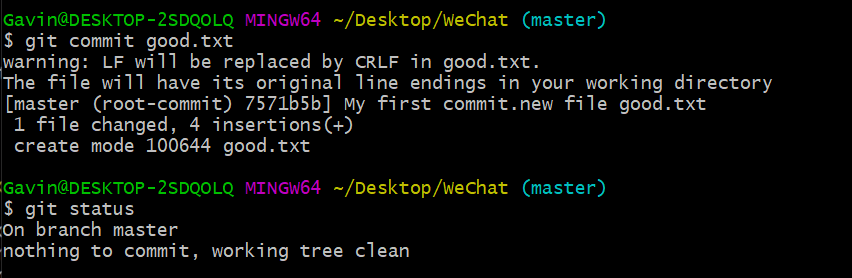 Gavin@DESKTOP-2SDQOLQ MINGW64 ~/Desktop/WeChat (master)
$ git commit good.txt
warning: LF will be replaced by CRLF in good.txt.
The file will have its original line endings in your working directory
[master (root-commit) 7571b5b] My first commit.new file good.txt
 1 file changed, 4 insertions(+)
 create mode 100644 good.txt
Gavin@DESKTOP-2SDQOLQ MINGW64 ~/Desktop/WeChat (master)
$ git status
On branch master
nothing to commit, working tree clean